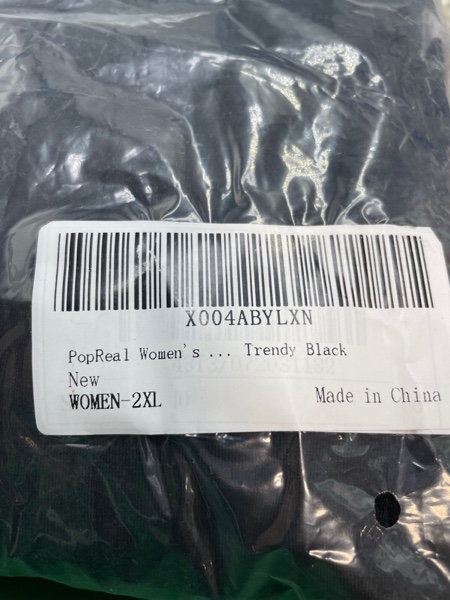 X004ABYLXN
PopReal Women's ... Trendy Black
New
WOMEN-2XL
Made in China